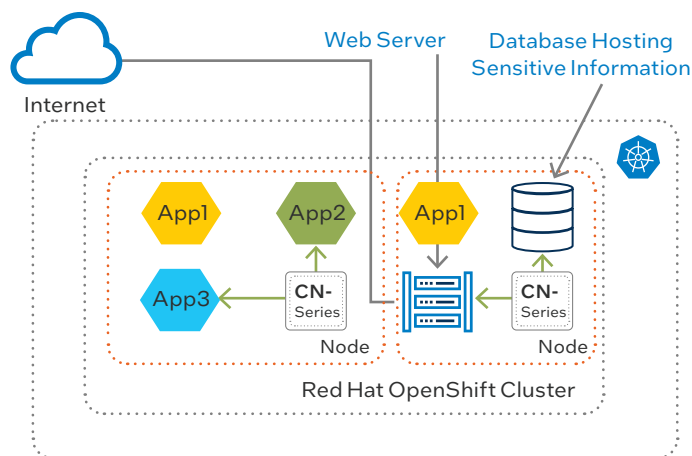 Web Server
Database Hosting
Sensitive Information
Internet
App1
App2
App1
App3
CN-
Series
CN-
Series
Node
Node
Red Hat OpenShift Cluster